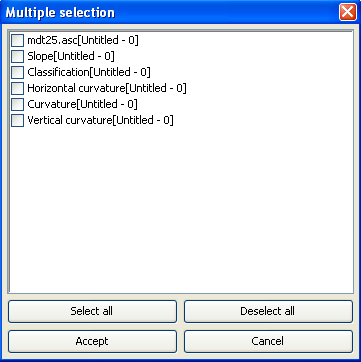 Multiple selection
mdt25.asc[Untitled - 0]
Slope[Untitled - 0]
Classification[Untitled - 0]
Horizontal curvature[Untitled - 0]
Curvature[Untitled - 0]
Vertical curvature[Untitled - 0]
Select all
Deselect all
Accept
Cancel